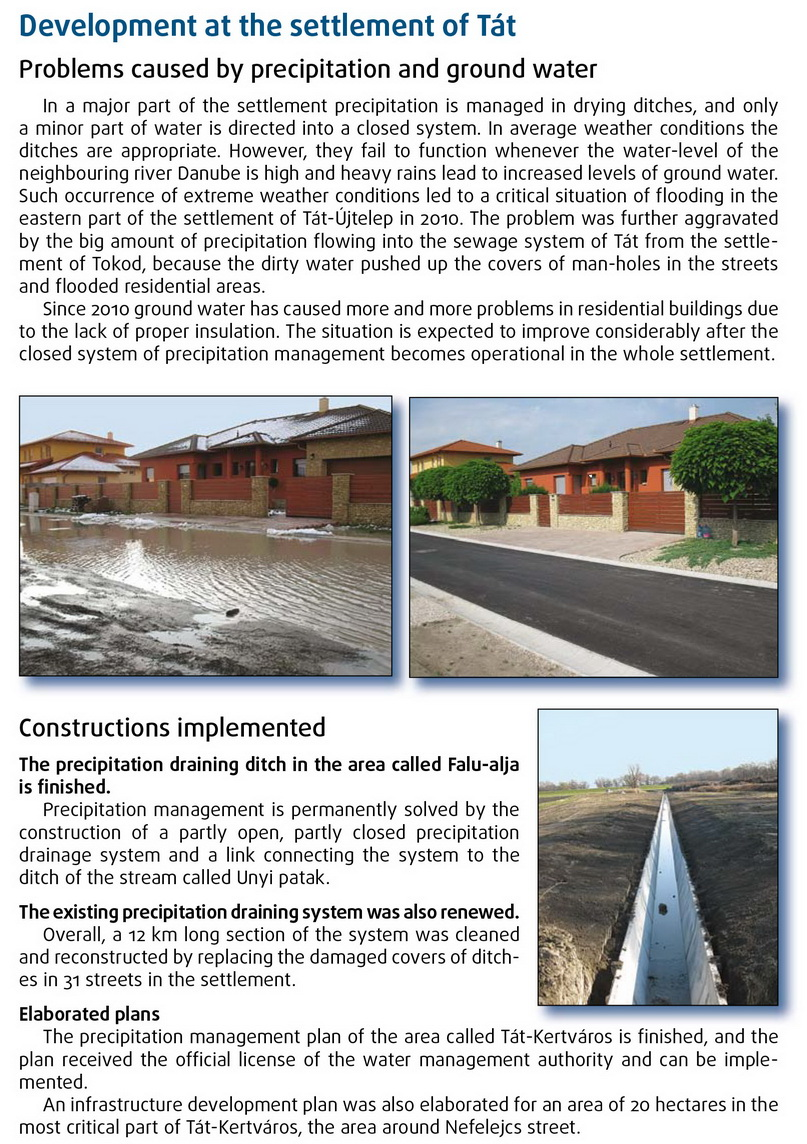 Development at the settlement of Tát
Problems caused by precipitation and ground water
In a major part of the settlement precipitation is managed in drying ditches, and only
a minor part of water is directed into a closed system. In average weather conditions the
ditches are appropriate. However, they fail to function whenever the water-level of the
neighbouring river Danube is high and heavy rains lead to increased levels of ground water.
Such occurrence of extreme weather conditions led to a critical situation of flooding in the
eastern part of the settlement of Tát-Újtelep in 2010. The problem was further aggravated
by the big amount of precipitation flowing into the sewage system of Tát from the settle-
ment of Tokod, because the dirty water pushed up the covers of man-holes in the streets
and flooded residential areas.
Since 2010 ground water has caused more and more problems in residential buildings due
to the lack of proper insulation. The situation is expected to improve considerably after the
closed system of precipitation management becomes operational in the whole settlement.
Constructions implemented
The precipitation draining ditch in the area called Falu-alja
is finished.
Precipitation management is permanently solved by the
construction of a partly open, partly closed precipitation
drainage system and a link connecting the system to the
ditch of the stream called Unyi patak.
The existing precipitation draining system was also renewed.
Overall, a 12 km long section of the system was cleaned
and reconstructed by replacing the damaged covers of ditch-
es in 31 streets in the settlement.
Elaborated plans
The precipitation management plan of the area called Tát-Kertváros is finished, and the
plan received the official license of the water management authority and can be imple-
mented.
An infrastructure development plan was also elaborated for an area of 20 hectares in the
most critical part of Tát-Kertváros, the area around Nefelejcs street.